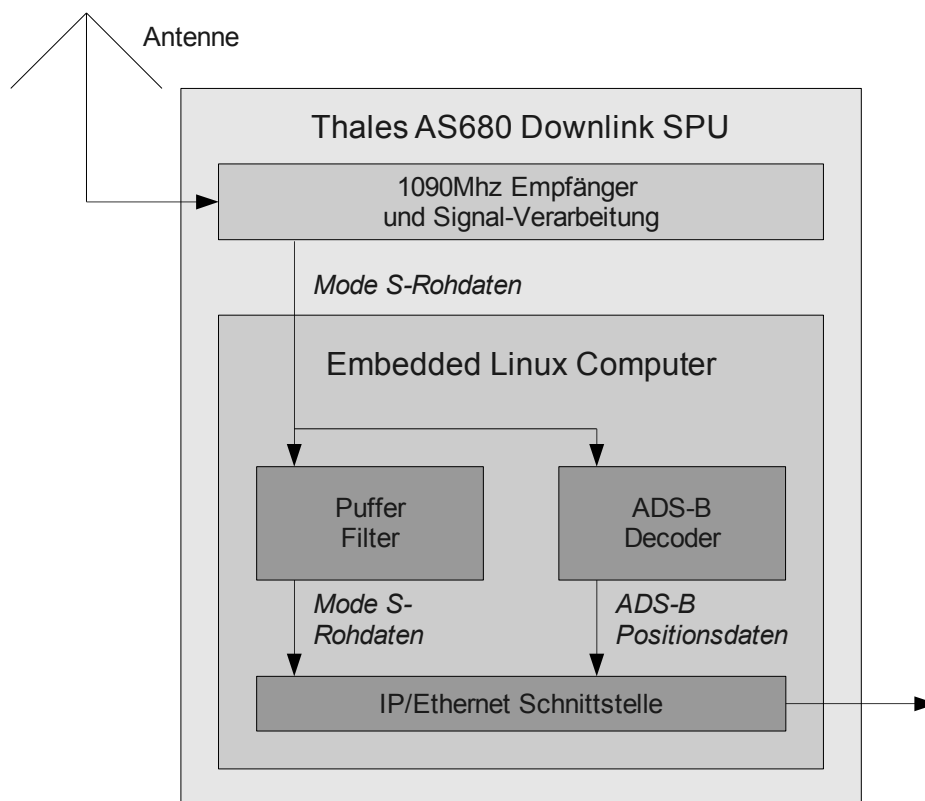 Antenne
Thales AS680 Downlink SPU
1090Mhz Empfänger
und Signal-Verarbeitung
Mode S-Rohdaten
Embedded Linux Computer
Puffer
Filter
ADS-B
Decoder
Mode S-
Rohdaten
ADS-B
Positionsdaten
IP/Ethernet Schnittstelle